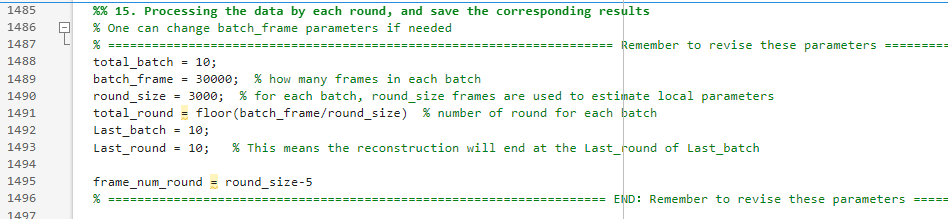 1485 %% 15. Processing the data by each round, and save the corresponding results
1486 % One can change batch_frame parameters if needed
1487 % ====================================================================== Remember to revise these parameters =========
1488 total_batch = 10;
1489 batch_frame = 30000;  % how many frames in each batch
1490 round_size = 3000;  % for each batch, round_size frames are used to estimate local parameters
1491 total_round = floor(batch_frame/round_size)  % number of round for each batch
1492 Last_batch = 10;
1493 Last_round = 10;   % This means the reconstruction will end at the Last_round of Last_batch
1494
1495 frame_num_round = round_size-5
1496 % ===================================================================== END: Remember to revise these parameters =====
1497